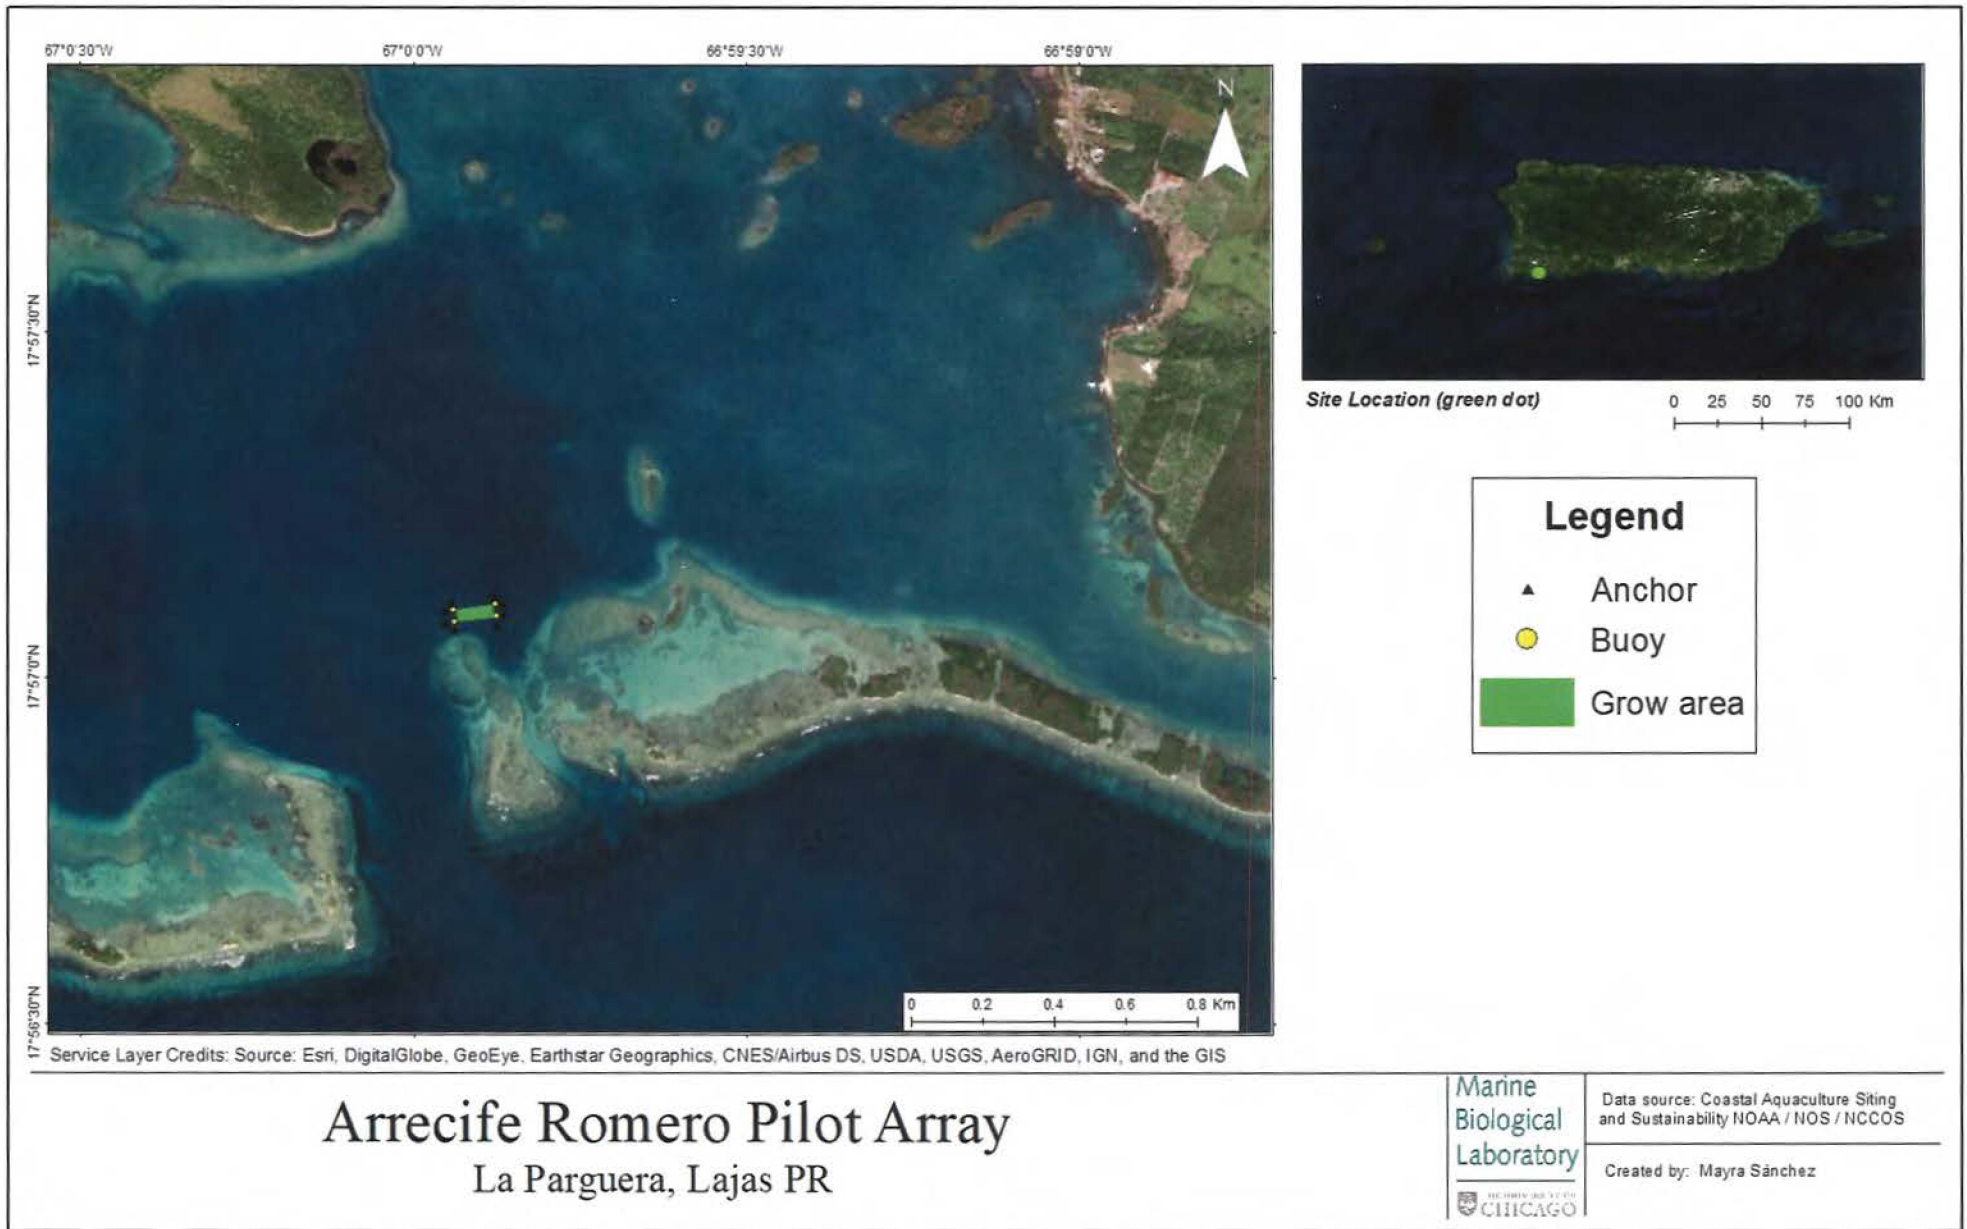 67°0'30"W 67°0'0"W 66°59'30"W 66°59'0"W
N
17°57'30"N
17°57'0"N
17°56'30"N
0 0.2 0.4 0.6 0.8 Km
Service Layer Credits: Source: Esri, DigitalGlobe, GeoEye, Earthstar Geographics, CNES/Airbus DS, USDA, USGS, AeroGRID, IGN, and the GIS
Site Location (green dot)
0 25 50 75 100 Km
Legend
Anchor
Buoy
Grow area
Arrecife Romero Pilot Array
La Parguera, Lajas PR
Marine
Biological
Laboratory
CHICAGO
Data source: Coastal Aquaculture Siting
and Sustainability NOAA / NOS / NCCOS
Created by: Mayra Sánchez